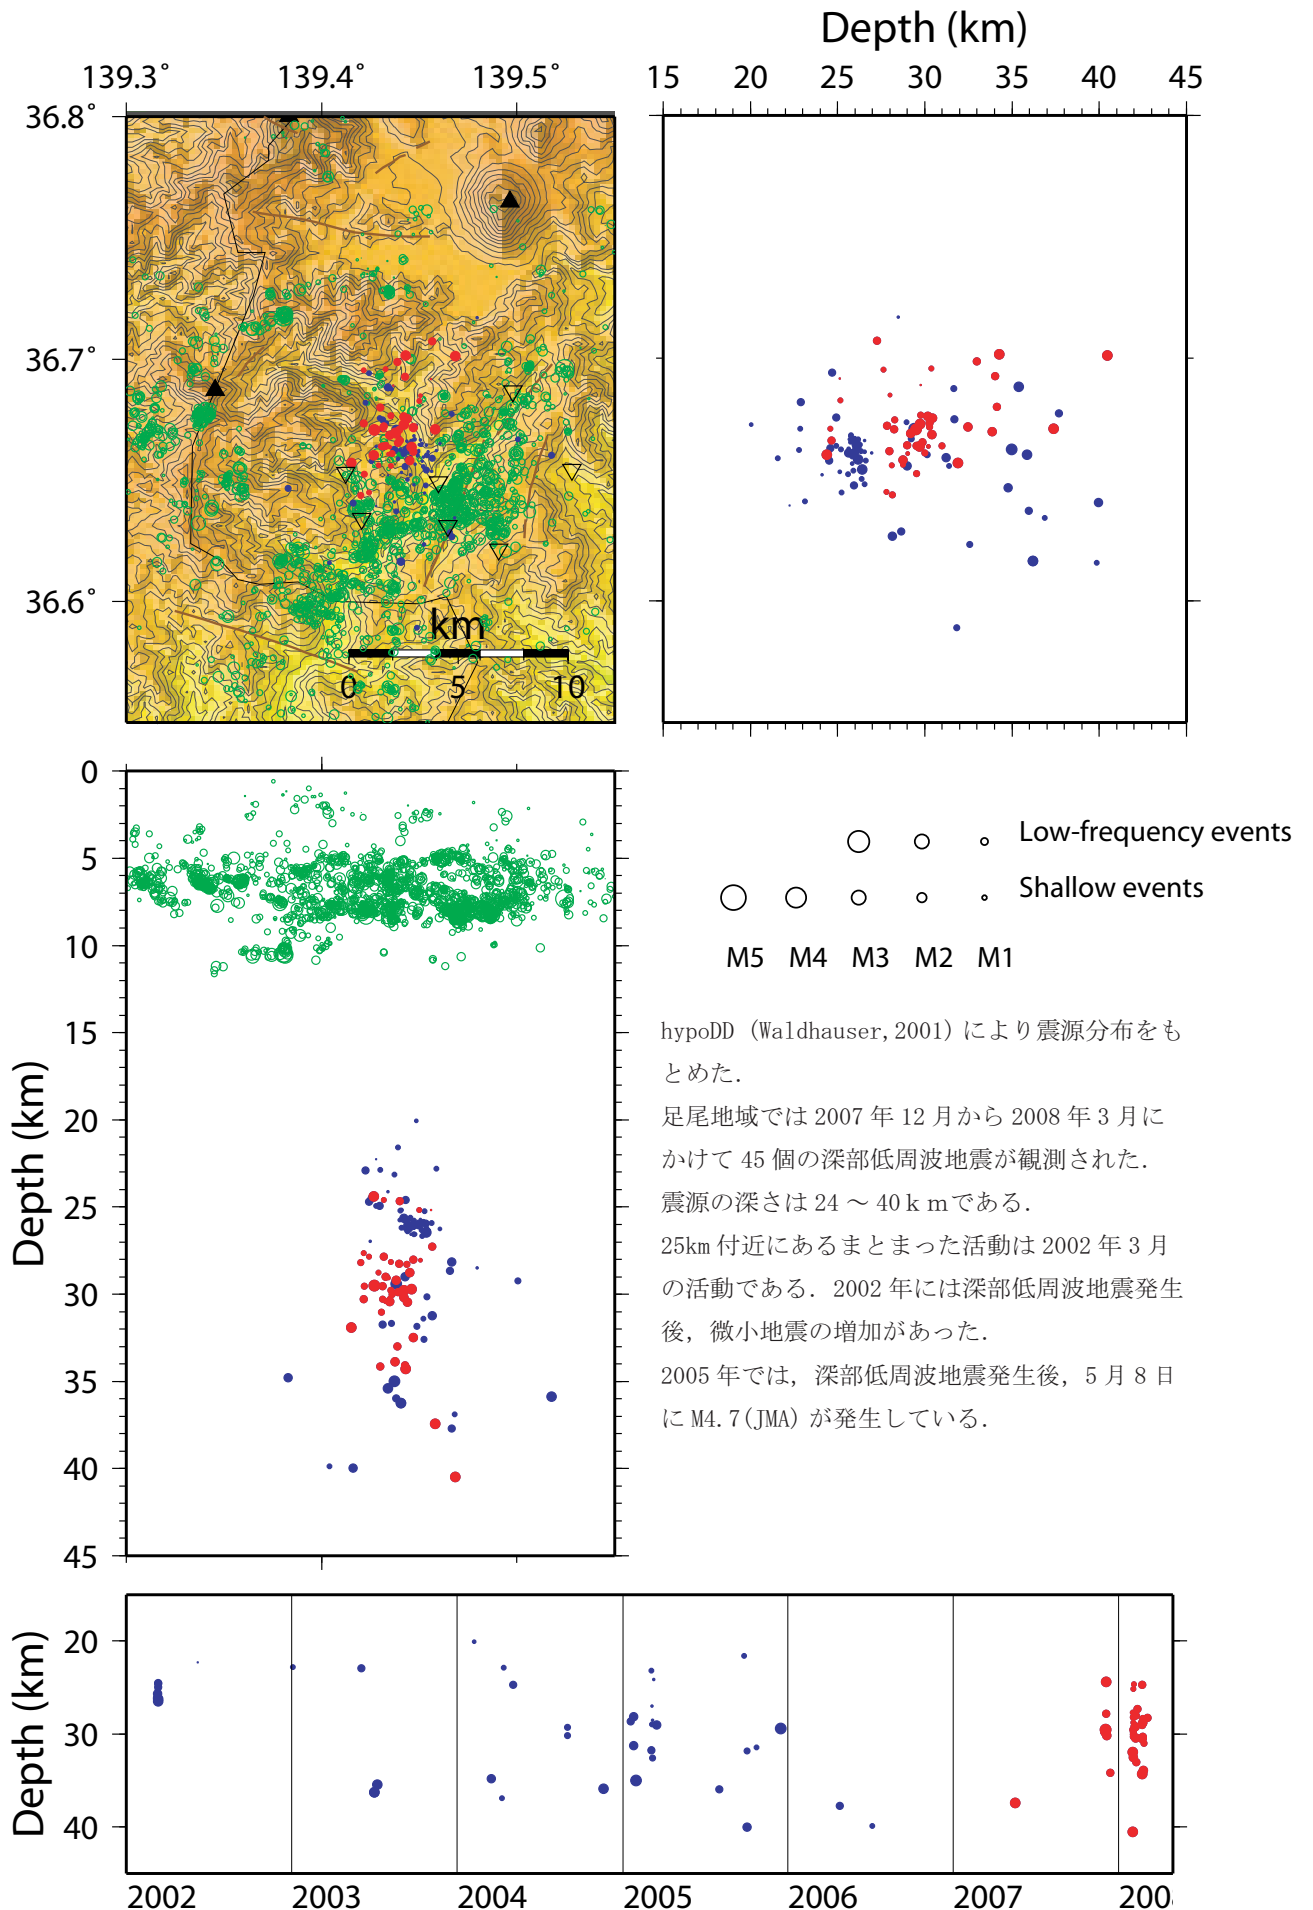 Depth (km)
139.3° 139.4° 139.5°
15 20 25 30 35 40 45
36.8°
36.7°
36.6°
km
0 5 10
0
5
10
15
20
25
30
35
40
45
Depth (km)
Low-frequency events
Shallow events
M5 M4 M3 M2 M1
hypoDD (Waldhauser,2001) により震源分布をも
とめた.
足尾地域では 2007 年 12 月から 2008 年 3 月に
かけて 45 個の深部低周波地震が観測された.
震源の深さは 24 ～ 40ｋｍである.
25km 付近にあるまとまった活動は 2002 年 3 月
の活動である. 2002 年には深部低周波地震発生
後, 微小地震の増加があった.
2005 年では, 深部低周波地震発生後, 5 月 8 日
に M4.7(JMA) が発生している.
20
30
40
Depth (km)
2002 2003 2004 2005 2006 2007 200